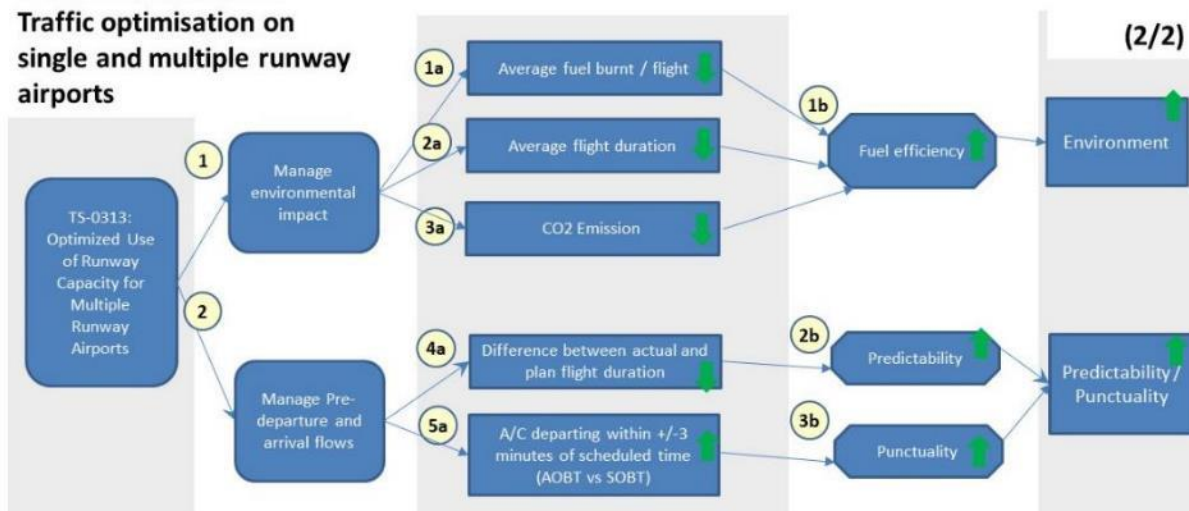 Traffic optimisation on
single and multiple runway
airports
(2/2)
TS-0313:
Optimized Use
of Runway
Capacity for
Multiple
Runway
Airports
1
Manage
environmental
impact
2
Manage Pre-
departure and
arrival flows
1a
Average fuel burnt / flight
2a
Average flight duration
3a
CO2 Emission
4a
Difference between actual and
plan flight duration
5a
A/C departing within +/-3
minutes of scheduled time
(AOBT vs SOBT)
1b
Fuel efficiency
2b
Predictability
3b
Punctuality
Environment
Predictability/
Punctuality